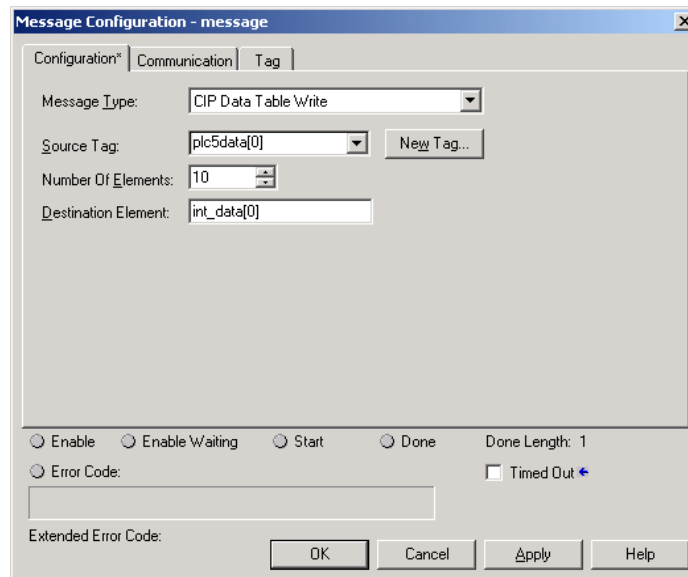 Message Configuration - message
Configuration* Communication Tag
Message Type: CIP Data Table Write
Source Tag: plc5data[0] New Tag...
Number Of Elements: 10
Destination Element: int_data[0]
Enable Enable Waiting Start Done Done Length: 1
Error Code: Timed Out
Extended Error Code:
OK Cancel Apply Help